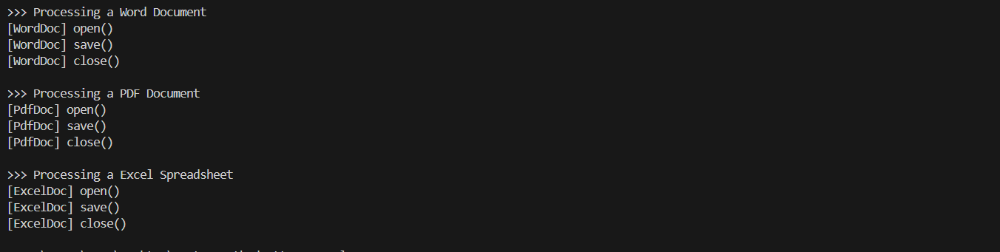 >>> Processing a Word Document
[WordDoc] open()
[WordDoc] save()
[WordDoc] close()
>>> Processing a PDF Document
[PdfDoc] open()
[PdfDoc] save()
[PdfDoc] close()
>>> Processing a Excel Spreadsheet
[ExcelDoc] open()
[ExcelDoc] save()
[ExcelDoc] close()